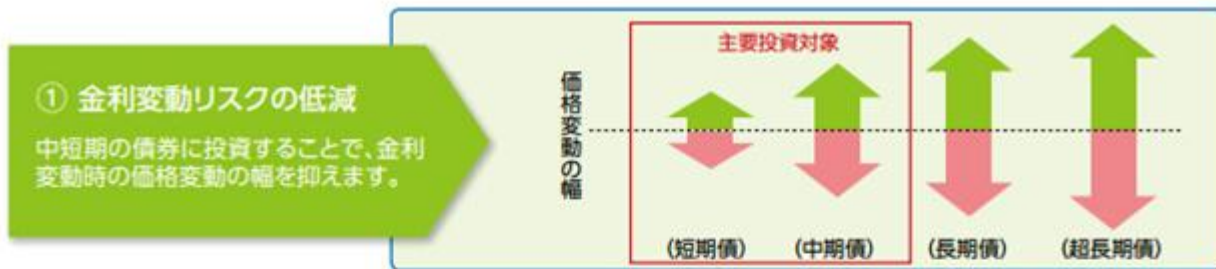 ① 金利変動リスクの低減
中短期の債券に投資することで、金利
変動時の価格変動の幅を抑えます。
主要投資対象
価格変動の幅
(短期債)
(中期債)
(長期債)
(超長期債)